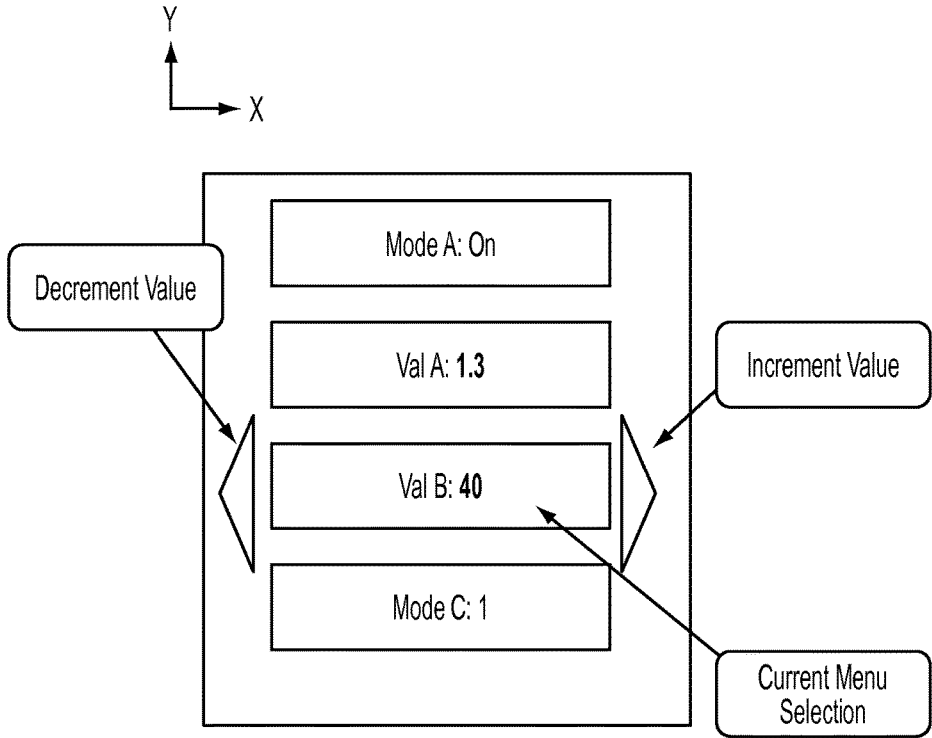 Y
X
Mode A: On
Decrement Value
Val A: 1.3
Increment Value
Val B: 40
Mode C: 1
Current Menu
Selection